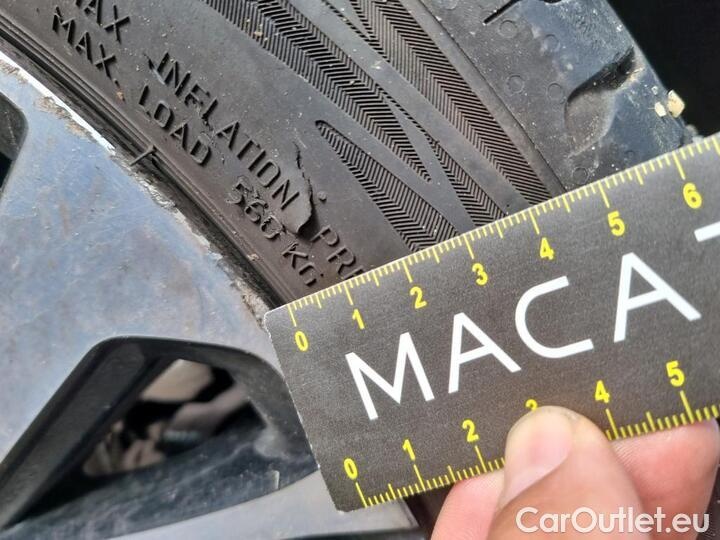 MAX INFLATION PRE
MAX. LOAD 560 KG
0 1 2 3 4 5 6
MACA
0 1 2 3 4 5
CarOutlet.eu